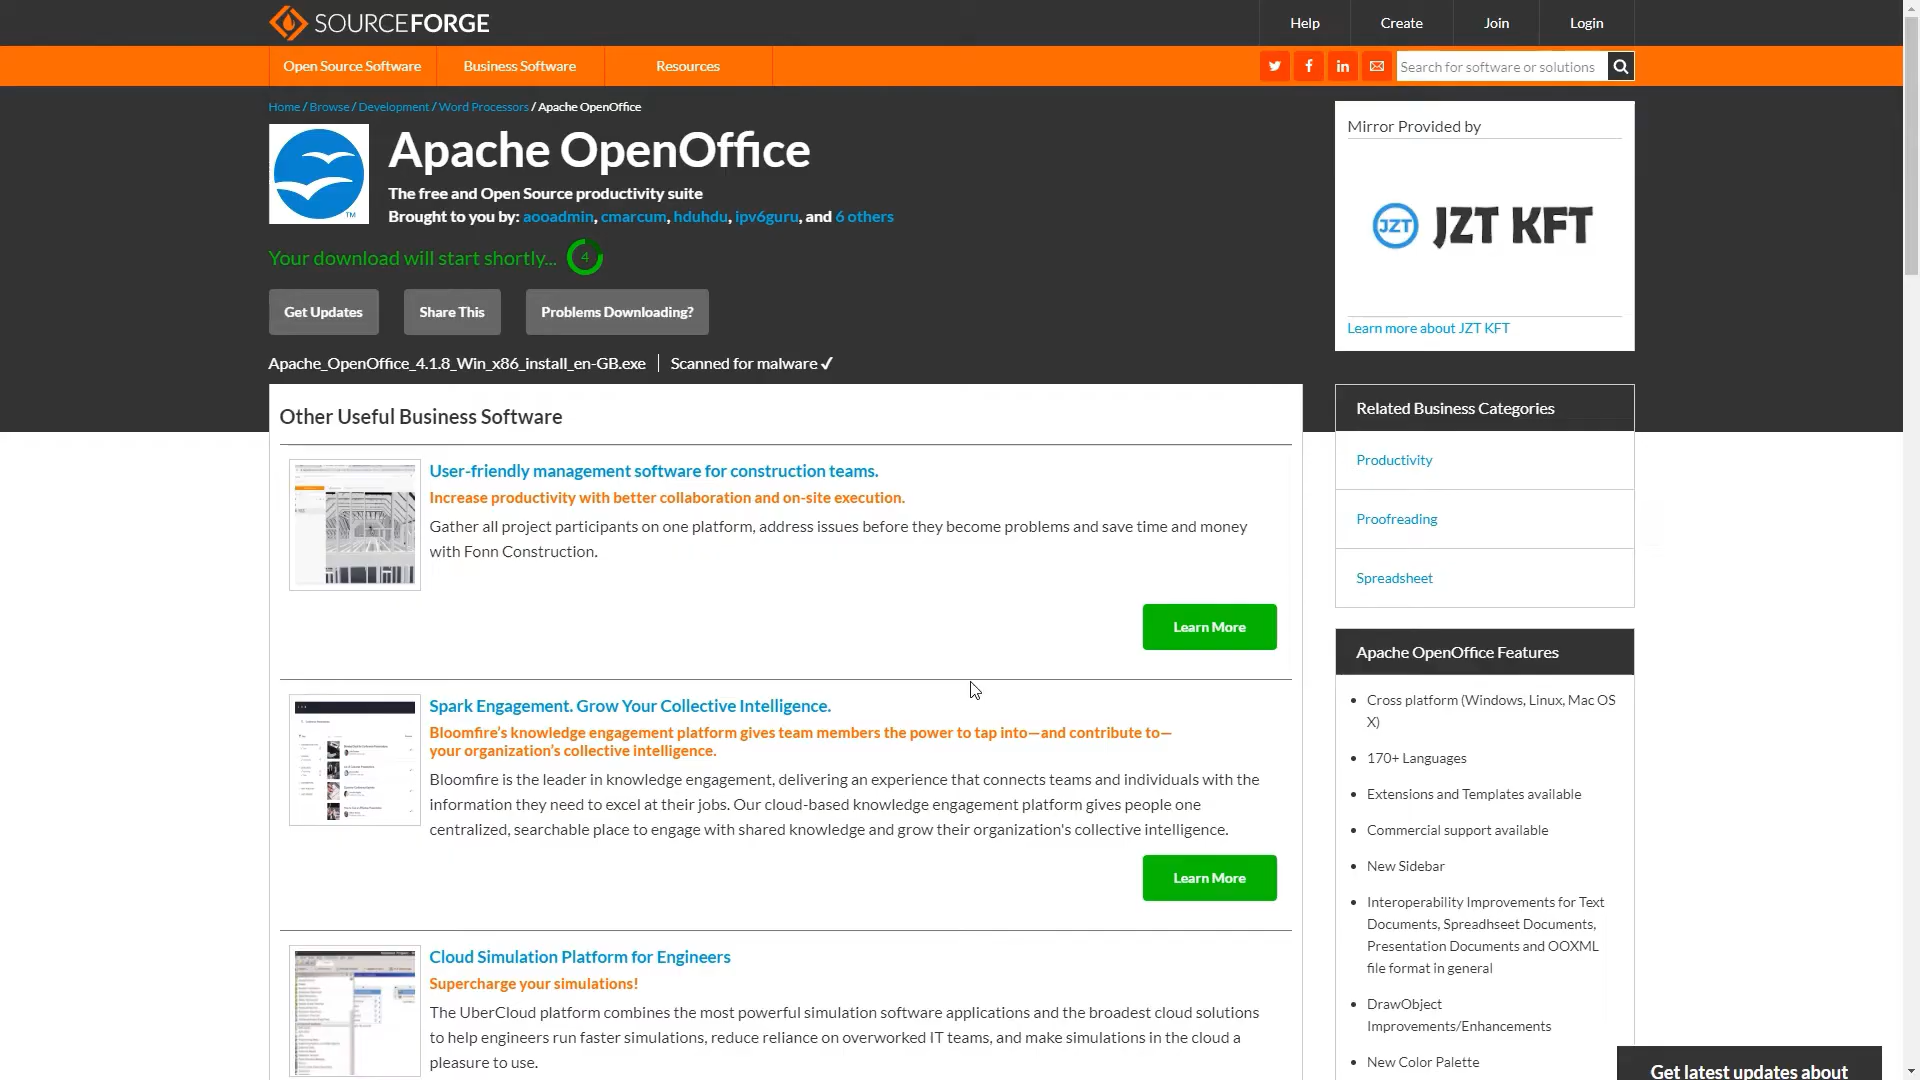 SOURCEFORGE
Help
Create
Join
Login
Open Source Software
Business Software
Resources
Search for software or solutions
Home / Browse / Development / Word Processors / Apache OpenOffice
Apache OpenOffice
The free and Open Source productivity suite
Brought to you by: aooadmin, cmarcum, hduhdu, ipv6guru, and 6 others
TM
Your download will start shortly... 4
Get Updates
Share This
Problems Downloading?
Apache_OpenOffice_4.1.8_Win_x86_install_en-GB.exe
Scanned for malware ✓
Mirror Provided by
JZT JZT KFT
Learn more about JZT KFT
Other Useful Business Software
User-friendly management software for construction teams.
Increase productivity with better collaboration and on-site execution.
Gather all project participants on one platform, address issues before they become problems and save time and money
with Fonn Construction.
Learn More
Spark Engagement. Grow Your Collective Intelligence.
Bloomfire’s knowledge engagement platform gives team members the power to tap into—and contribute to—
your organization’s collective intelligence.
Bloomfire is the leader in knowledge engagement, delivering an experience that connects teams and individuals with the
information they need to excel at their jobs. Our cloud-based knowledge engagement platform gives people one
centralized, searchable place to engage with shared knowledge and grow their organization's collective intelligence.
Learn More
Cloud Simulation Platform for Engineers
Supercharge your simulations!
The UberCloud platform combines the most powerful simulation software applications and the broadest cloud solutions
to help engineers run faster simulations, reduce reliance on overworked IT teams, and make simulations in the cloud a
pleasure to use.
Related Business Categories
Productivity
Proofreading
Spreadsheet
Apache OpenOffice Features
Cross platform (Windows, Linux, Mac OS
X)
170+ Languages
Extensions and Templates available
Commercial support available
New Sidebar
Interoperability Improvements for Text
Documents, Spreadhseet Documents,
Presentation Documents and OOXML
file format in general
DrawObject
Improvements/Enhancements
New Color Palette
Get latest updates about